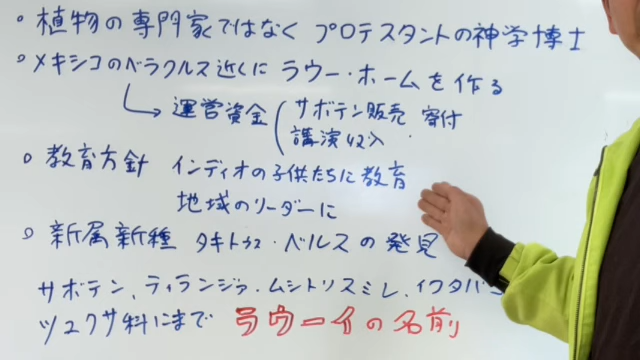 ・植物の専門家ではなく プロテスタントの神学博士
・メキシコのベラクルス近くに ラウー・ホームを作る
運営資金 サボテン販売 寄付
講演収入
教育方針 インディオの子供たちに教育
地域のリーダーに
新属新種 タキトゥス・ベルスの発見
サボテン、ティランジア・ムシトリスミレ、イワタバコ
ツユクサ科にまで ラウーイの名前